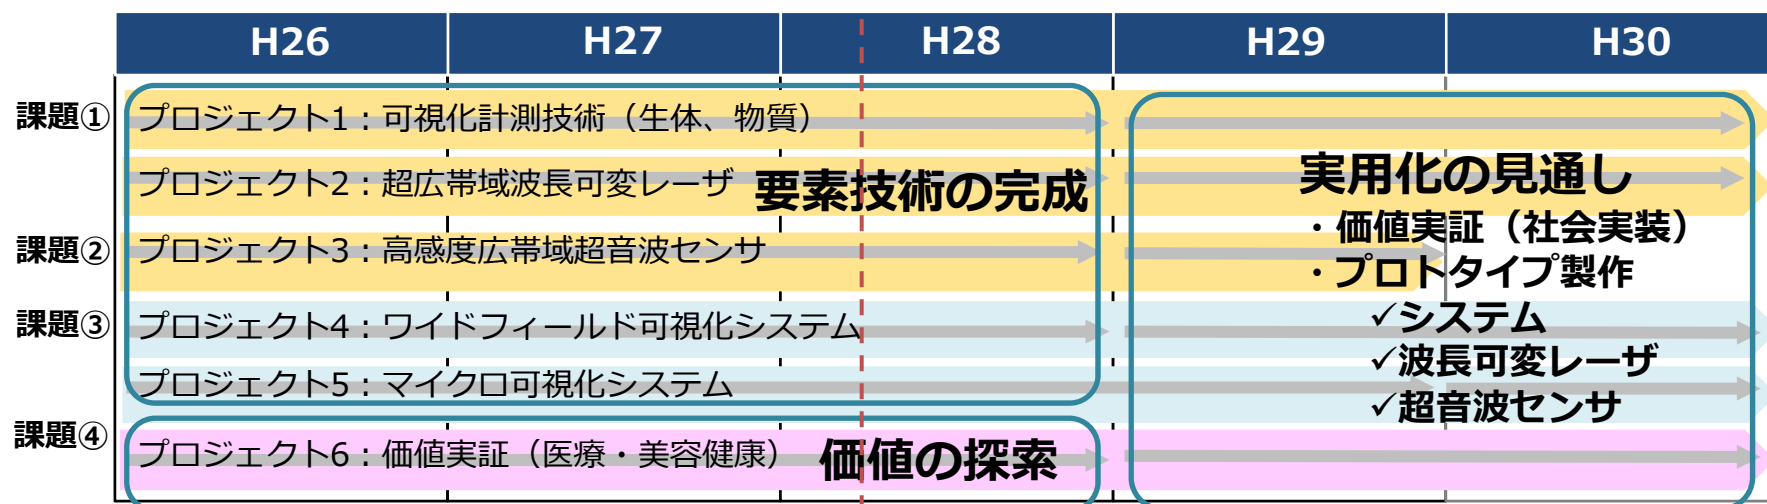 H26 H27 H28 H29 H30
課題①
プロジェクト1：可視化計測技術（生体、物質）
プロジェクト2：超広帯域波長可変レーザ
要素技術の完成
課題②
プロジェクト3：高感度広帯域超音波センサ
課題③
プロジェクト4：ワイドフィールド可視化システム
プロジェクト5：マイクロ可視化システム
課題④
プロジェクト6：価値実証（医療・美容健康）
価値の探索
実用化の見通し
・価値実証（社会実装）
・プロトタイプ製作
✓システム
✓波長可変レーザ
✓超音波センサ